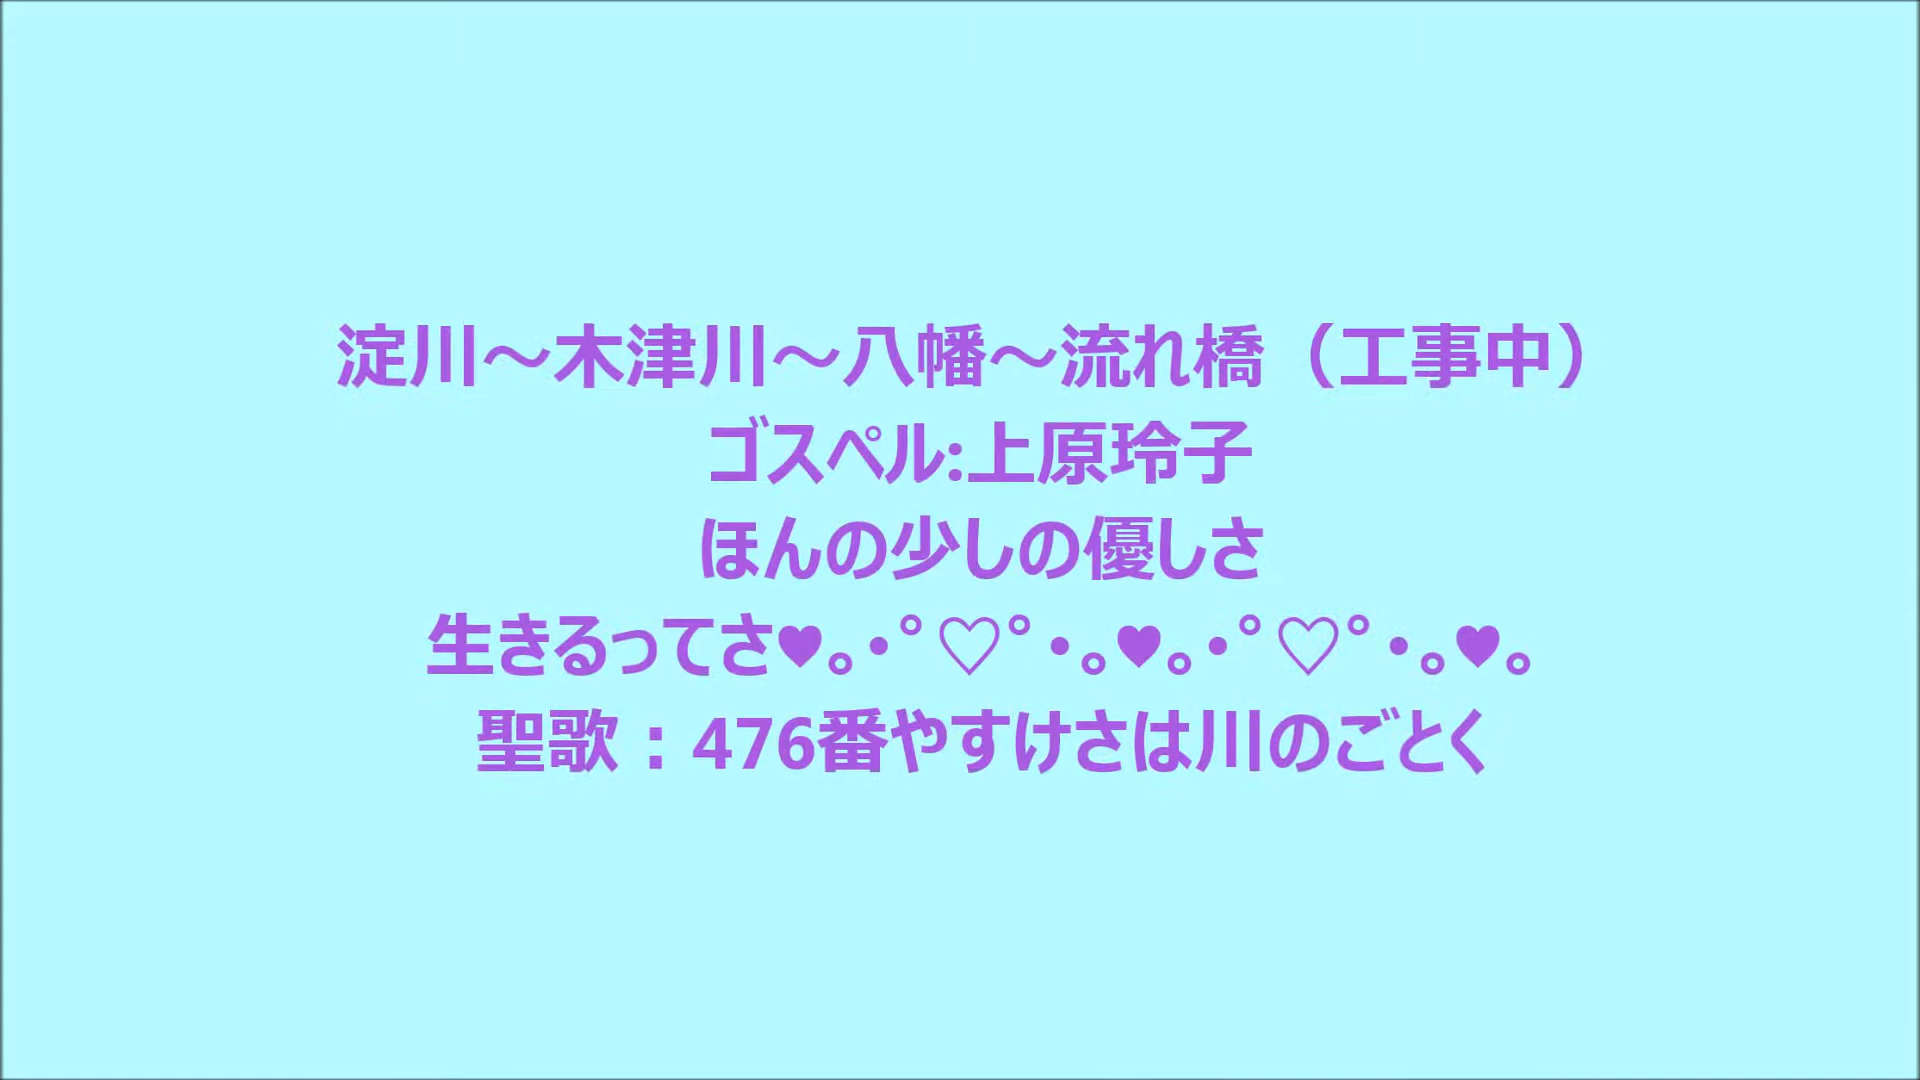 淀川～木津川～八幡～流れ橋（工事中）
ゴスペル:上原玲子
ほんの少しの優しさ
生きるってさ♥｡･ﾟ♡ﾟ･｡♥｡･ﾟ♡ﾟ･｡♥｡
聖歌：476番やすけさは川のごとく